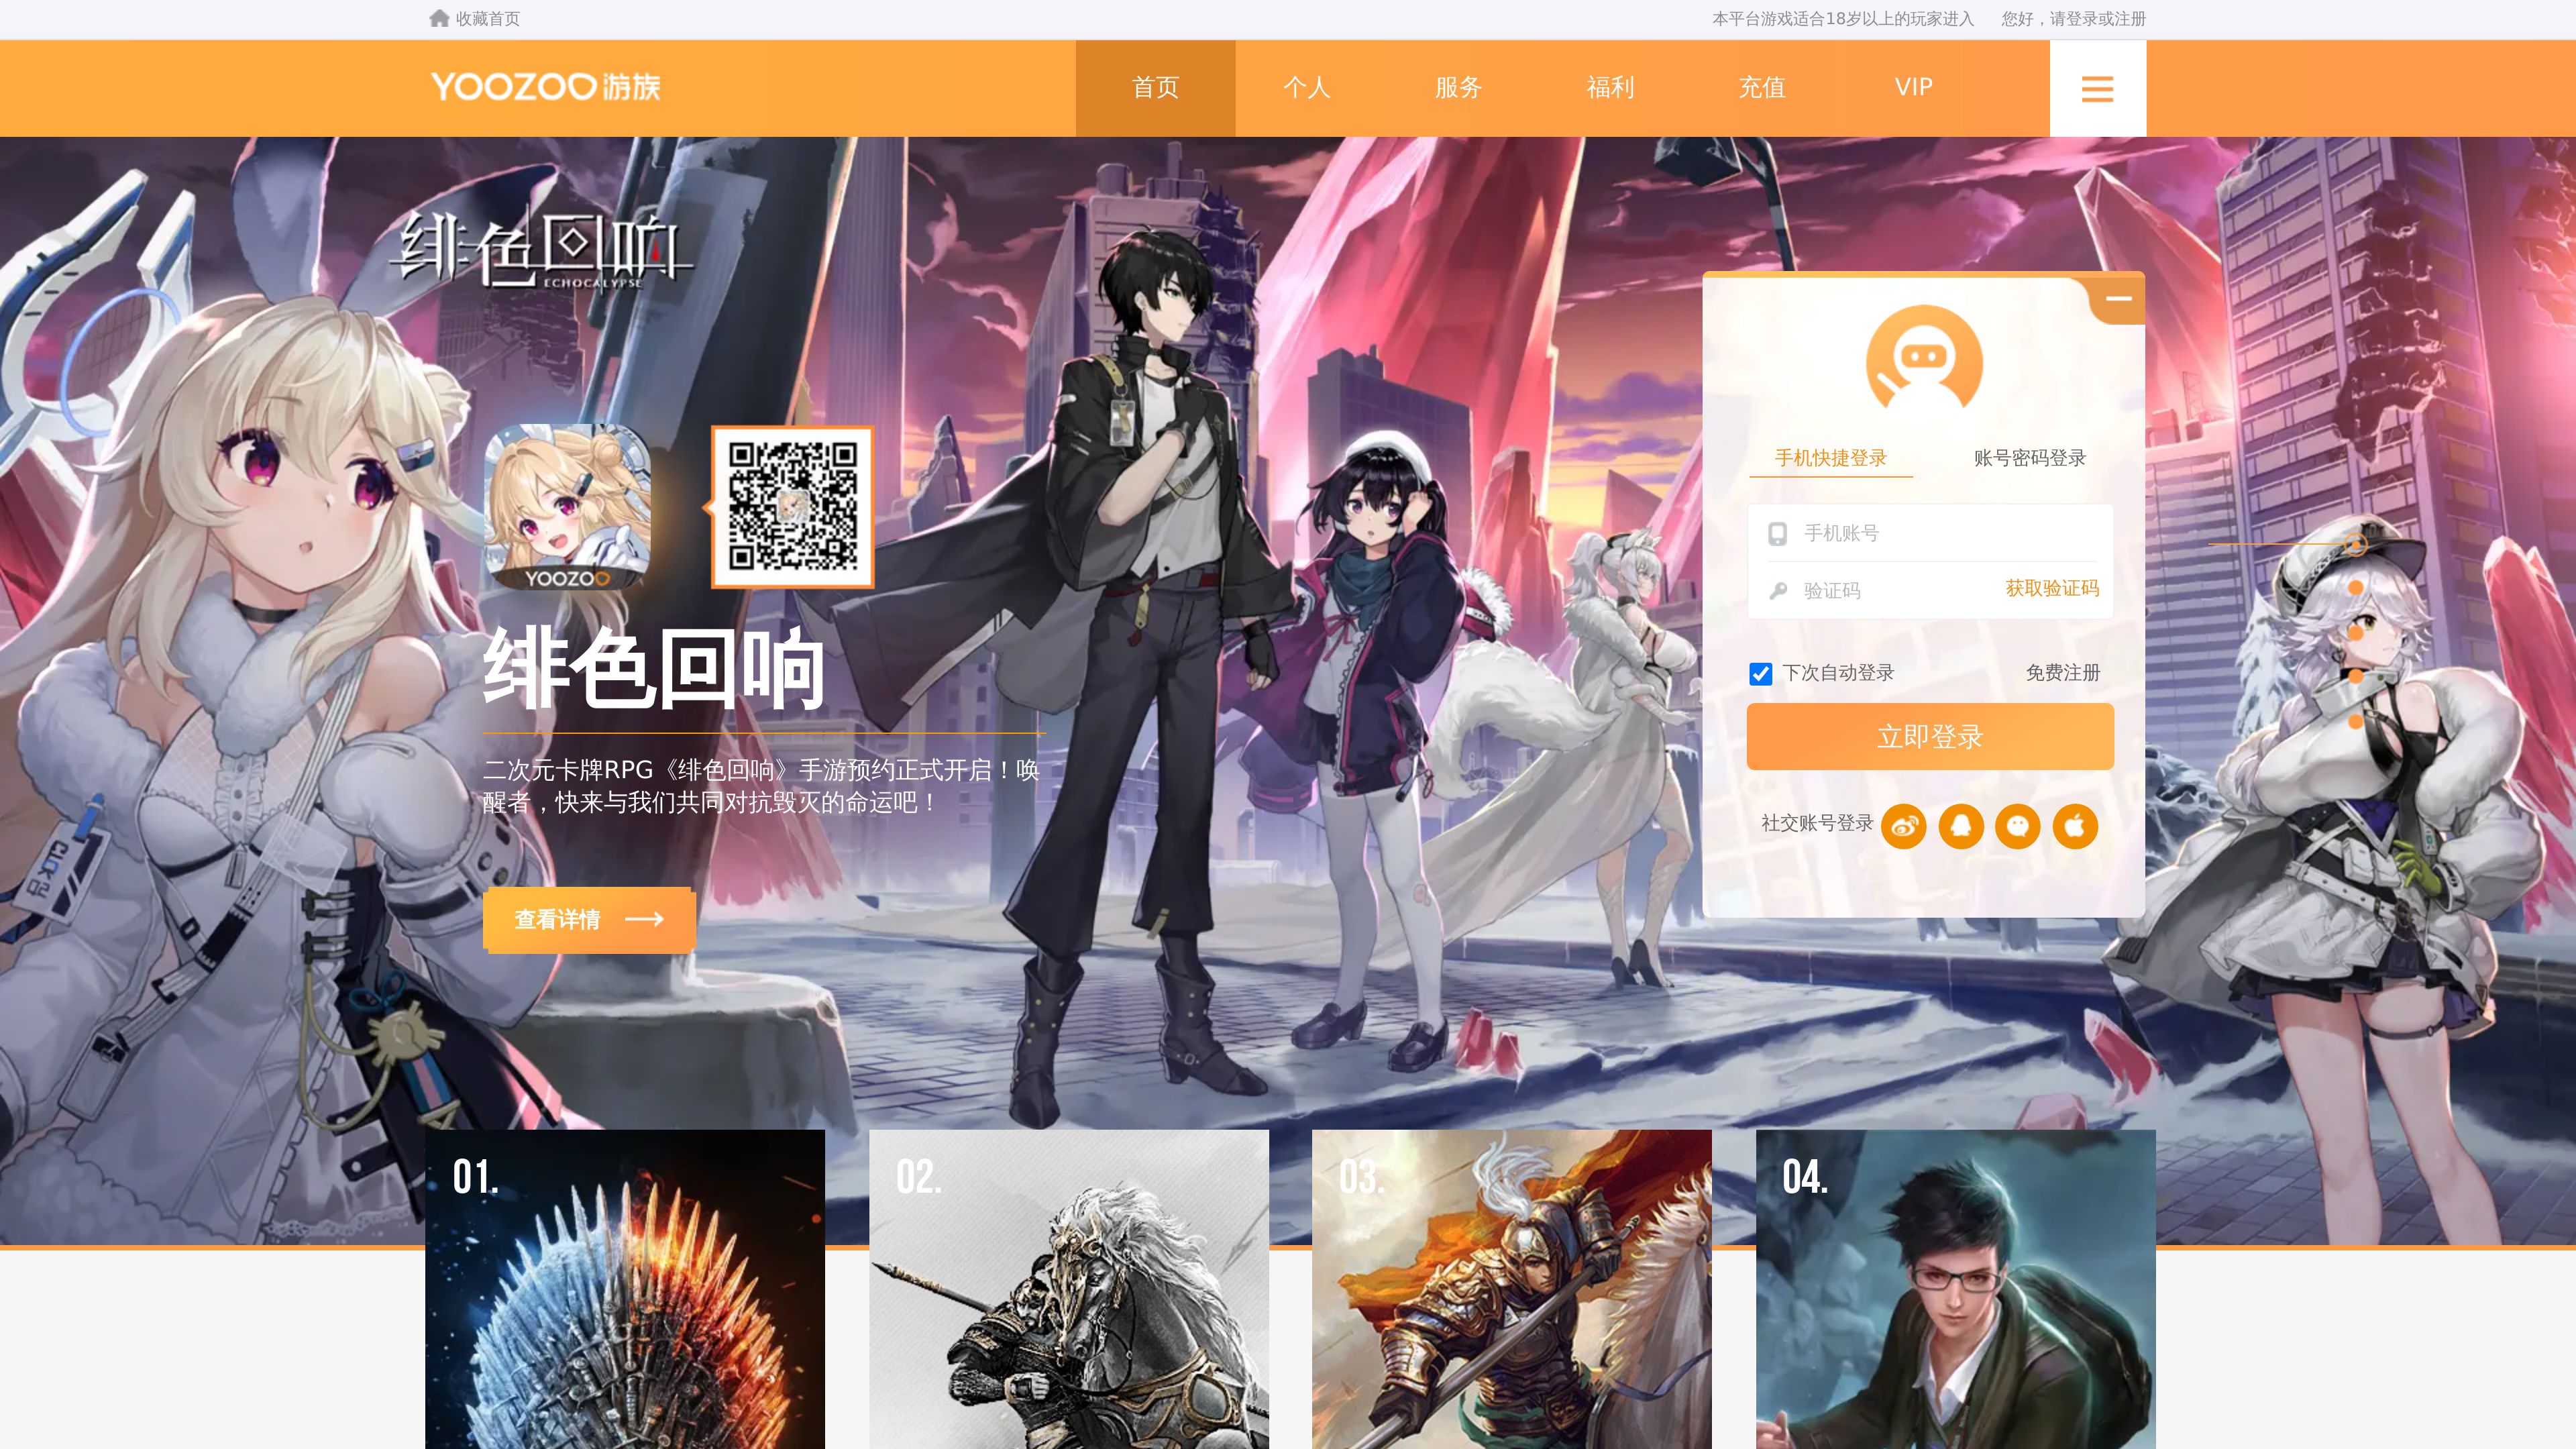 收藏首页
本平台游戏适合18岁以上的玩家进入
您好，请登录或注册
YOOZOO 游族
首页
个人
服务
福利
充值
VIP
绯色回响
ECHOCALYPSE
YOOZOO
绯色回响
二次元卡牌RPG《绯色回响》手游预约正式开启！唤
醒者，快来与我们共同对抗毁灭的命运吧！
查看详情
手机快捷登录
账号密码登录
手机账号
验证码
获取验证码
下次自动登录
免费注册
立即登录
社交账号登录
01.
02.
03.
04.